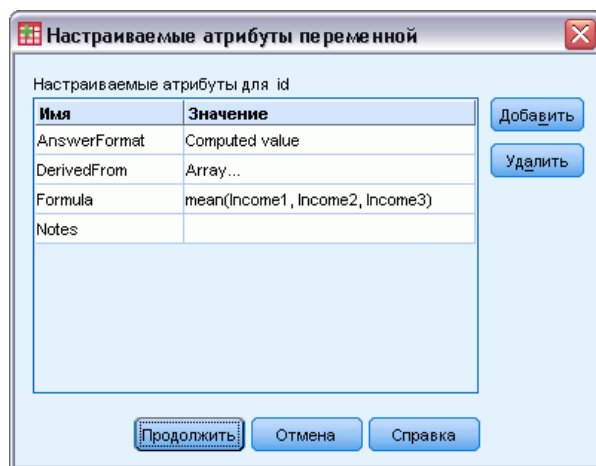 Настраиваемые атрибуты переменной
Настраиваемые атрибуты для id
Имя Значение
AnswerFormat Computed value
DerivedFrom Array...
Formula mean(Income1, Income2, Income3)
Notes
Добавить
Удалить
Продолжить Отмена Справка